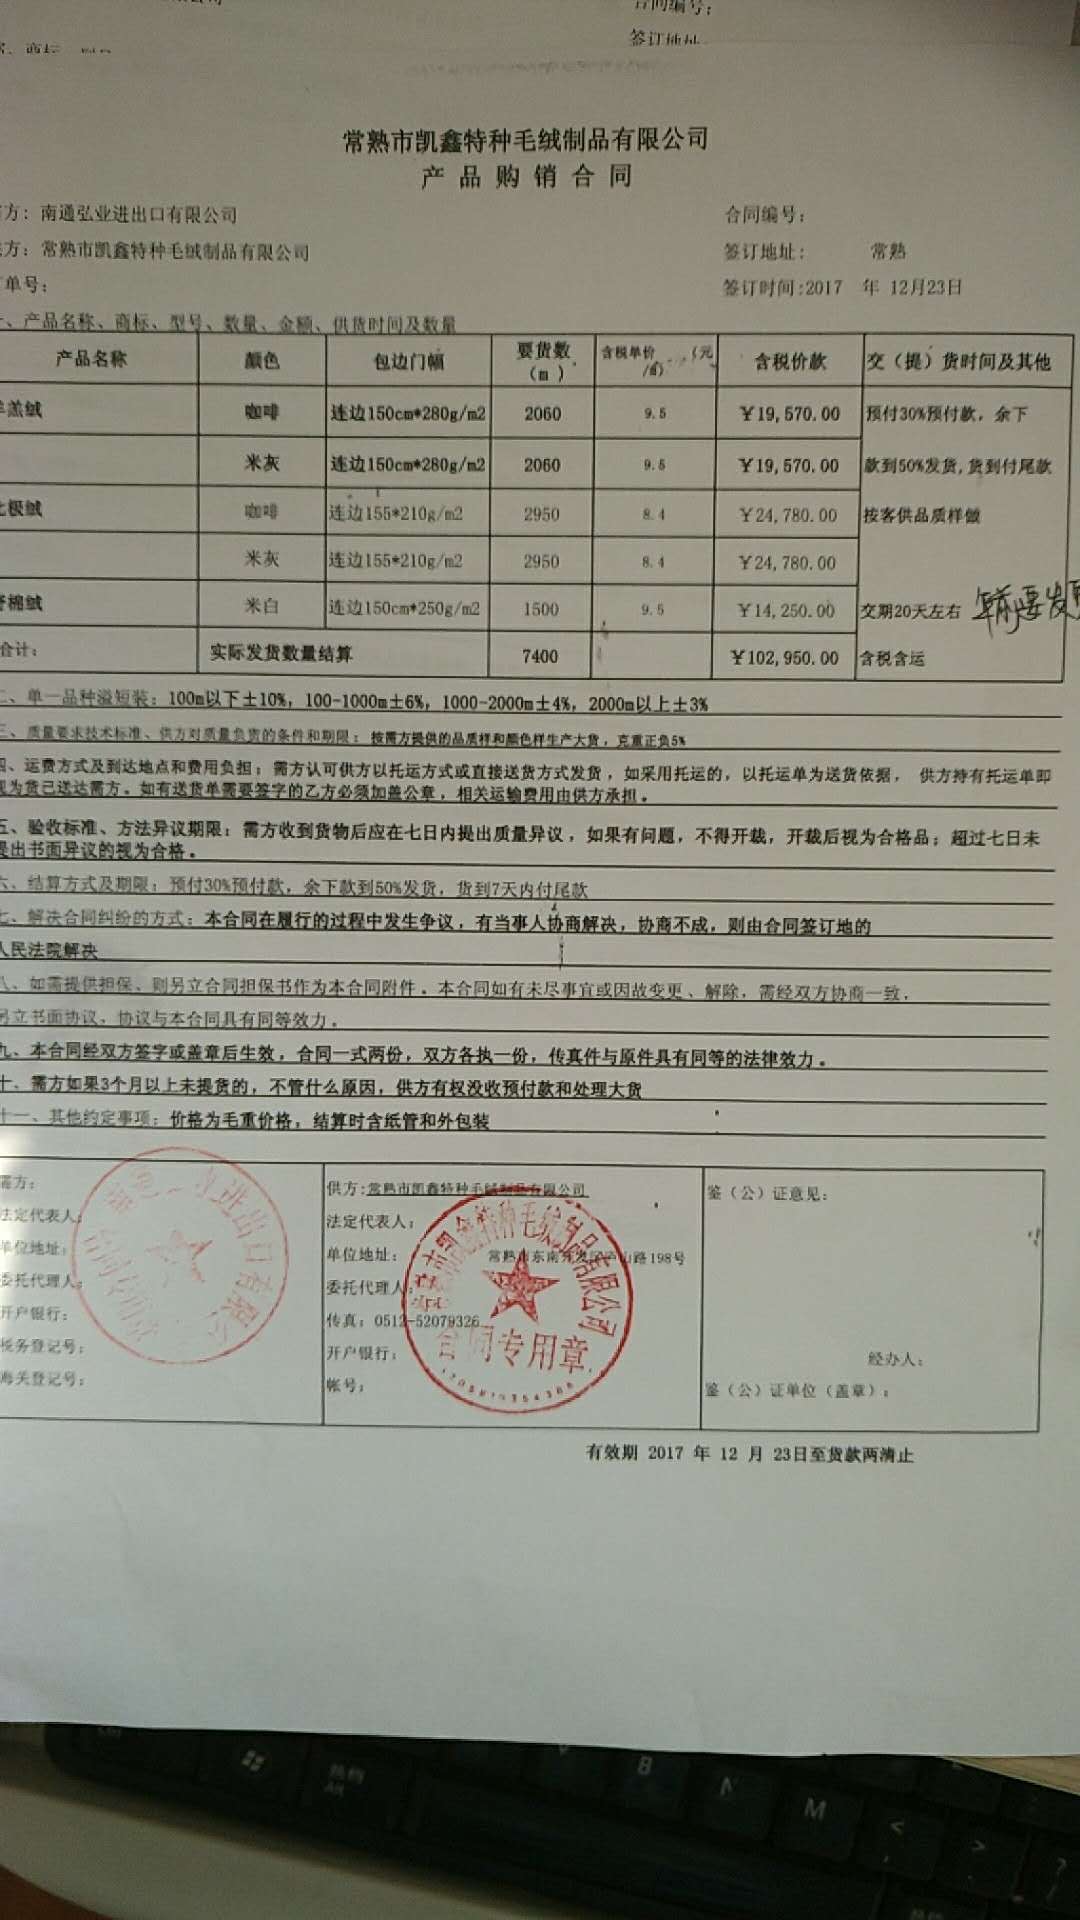 合同编号：
签订地址
常熟市凯鑫特种毛绒制品有限公司
产品购销合同
方：南通弘业进出口有限公司 合同编号：
方：常熟市凯鑫特种毛绒制品有限公司 签订地址： 常熟
单号： 签订时间:2017 年 12月23日
、产品名称、商标、型号、数量、金额、供货时间及数量
产品名称 颜色 包边门幅 要货数（m） 含税单价 （元/ 含税价款 交（提）货时间及其他
羔绒 咖啡 连边150cm*280g/m2 2060 9.5 ￥19,570.00 预付30%预付款，余下
米灰 连边150cm*280g/m2 2060 9.5 ￥19,570.00 款到50%发货,货到付尾款
极绒 咖啡 连边155*210g/m2 2950 8.4 ￥24,780.00 按客供品质样做
米灰 连边155*210g/m2 2950 8.4 ￥24,780.00
棉绒 米白 连边150cm*250g/m2 1500 9.5 ￥14,250.00 交期20天左右
合计： 实际发货数量结算 7400 ￥102,950.00 含税含运
二、单一品种溢短装：100m以下±10%，100-1000m±6%，1000-2000m±4%，2000m以上±3%
三、质量要求技术标准、供方对质量负责的条件和期限：按需方提供的品质样和颜色样生产大货，克重正负5%
四、运费方式及到达地点和费用负担：需方认可供方以托运方式或直接送货方式发货，如采用托运的，以托运单为送货依据， 供方持有托运单即
视为货已送达需方。如有送货单需要签字的乙方必须加盖公章，相关运输费用由供方承担。
五、验收标准、方法异议期限：需方收到货物后应在七日内提出质量异议，如果有问题，不得开裁，开裁后视为合格品；超过七日未
提出书面异议的视为合格。
六、结算方式及期限：预付30%预付款，余下款到50%发货，货到7天内付尾款
七、解决合同纠纷的方式：本合同在履行的过程中发生争议，有当事人协商解决，协商不成，则由合同签订地的
人民法院解决
八、如需提供担保、则另立合同担保书作为本合同附件。本合同如有未尽事宜或因故变更、解除，需经双方协商一致，
另立书面协议，协议与本合同具有同等效力。
九、本合同经双方签字或盖章后生效，合同一式两份，双方各执一份，传真件与原件具有同等的法律效力。
十、需方如果3个月以上未提货的，不管什么原因，供方有权没收预付款和处理大货
十一、其他约定事项：价格为毛重价格，结算时含纸管和外包装
需方：
法定代表人：
单位地址：
委托代理人：
开户银行：
税务登记号：
海关登记号：
进出口有限公
合同专用
供方:常熟市凯鑫特种毛绒制品有限公司
法定代表人：
单位地址： 常熟市东南开发区 山路198号
委托代理人
传真：0512-52079326
开户银行：
帐号：
常熟市凯鑫特种毛绒制品有限公司
合同专用章
鉴（公）证意见：
经办人：
鉴（公）证单位（盖章）：
有效期 2017 年 12 月 23日至货款两清止
热档
Alt
B
N
M
<
>
?